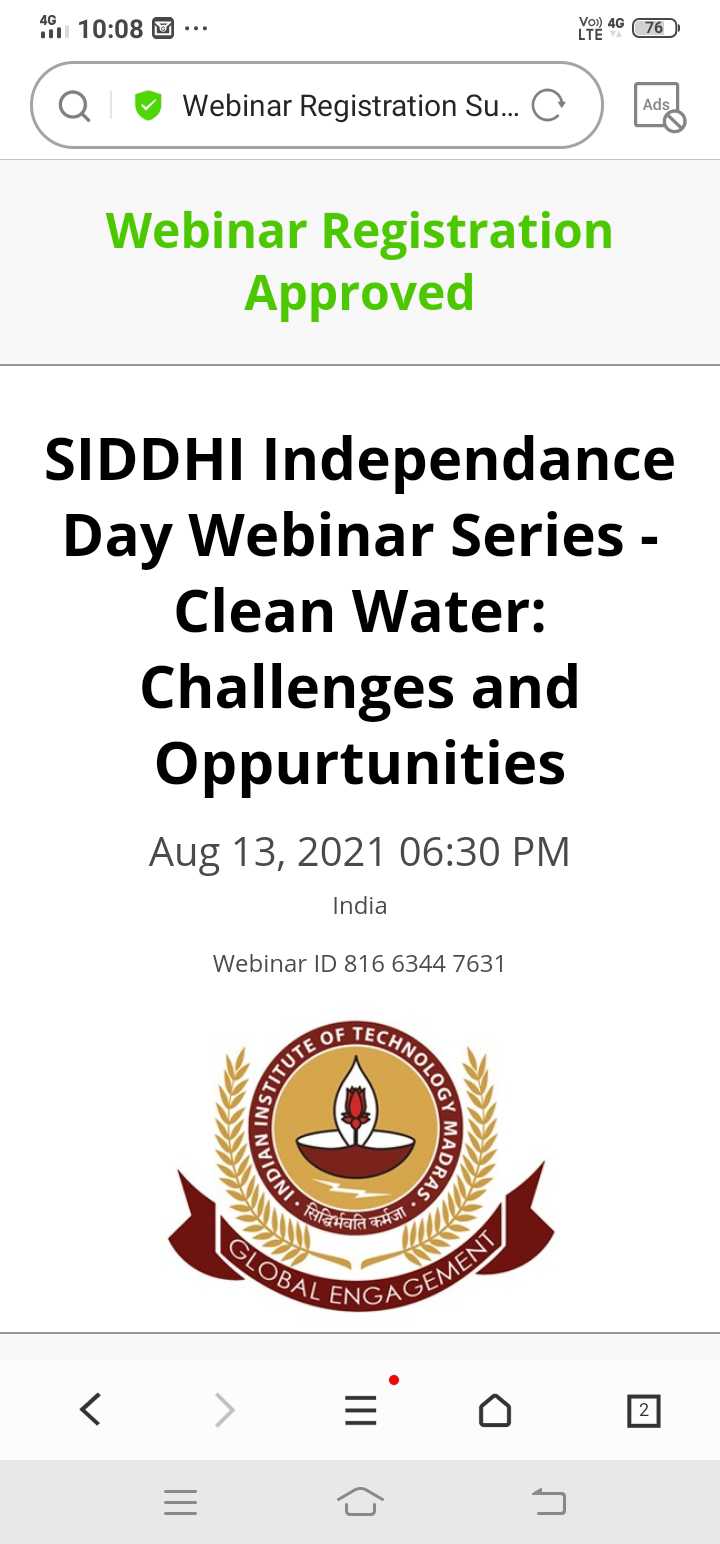 4G 10:08 ... Vo) 4G LTE 76
Webinar Registration Su... Ads
Webinar Registration
Approved
SIDDHI Independance
Day Webinar Series -
Clean Water:
Challenges and
Oppurtunities
Aug 13, 2021 06:30 PM
India
Webinar ID 816 6344 7631
INDIAN INSTITUTE OF TECHNOLOGY MADRAS
सिद्धिर्भवति कर्मजा
GLOBAL ENGAGEMENT
2